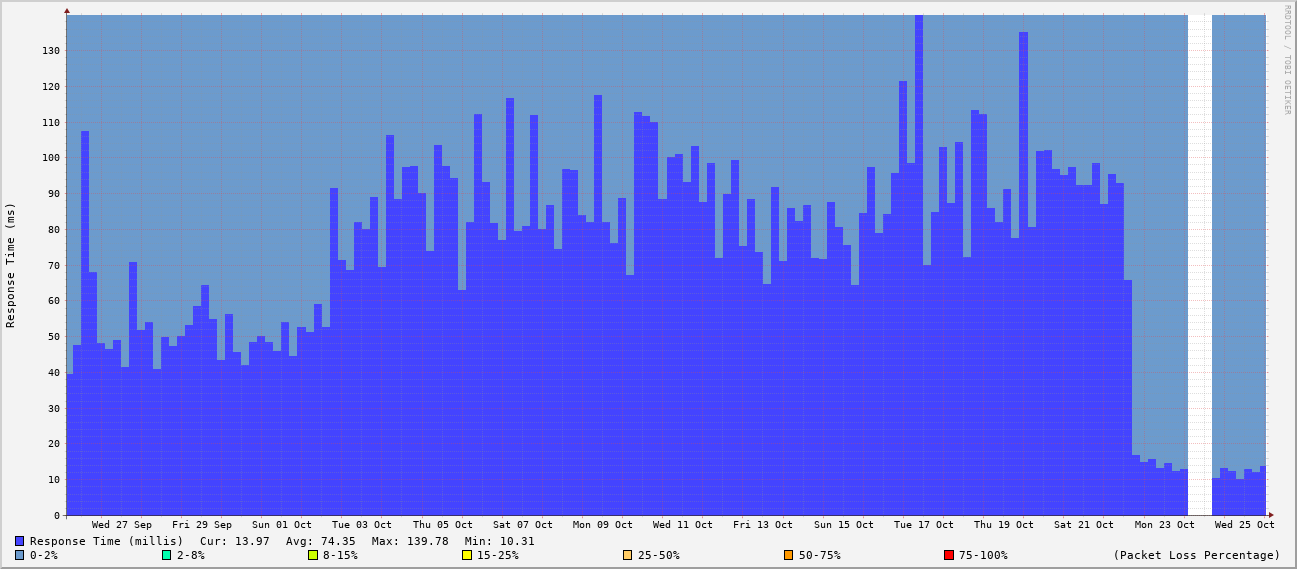 RRDTOOL / TOBI OETIKER
Response Time (ms)
130
120
110
100
90
80
70
60
50
40
30
20
10
0
Wed 27 Sep Fri 29 Sep Sun 01 Oct Tue 03 Oct Thu 05 Oct Sat 07 Oct Mon 09 Oct Wed 11 Oct Fri 13 Oct Sun 15 Oct Tue 17 Oct Thu 19 Oct Sat 21 Oct Mon 23 Oct Wed 25 Oct
Response Time (millis) Cur: 13.97 Avg: 74.35 Max: 139.78 Min: 10.31
0-2% 2-8% 8-15% 15-25% 25-50% 50-75% 75-100% (Packet Loss Percentage)